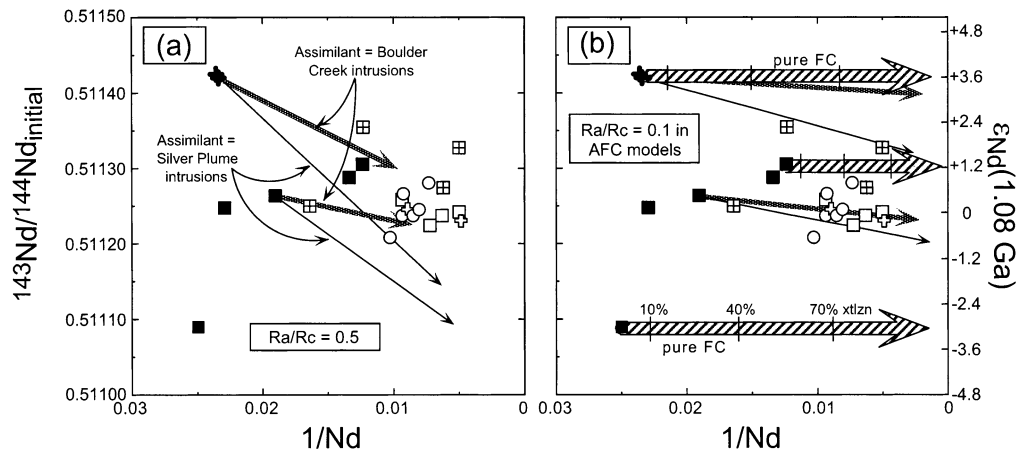 (a)
Assimilant = Boulder
Creek intrusions
Assimilant =
Silver Plume
intrusions
Ra/Rc = 0.5
0.51150
0.51140
0.51130
0.51120
0.51110
0.51100
143Nd/144Ndinitial
0.03
0.02
0.01
0
1/Nd
(b)
pure FC
Ra/Rc = 0.1 in
AFC models
10%
40%
70% xtlzn
pure FC
+4.8
+3.6
+2.4
+1.2
0
-1.2
-2.4
-3.6
-4.8
εNd(1.08 Ga)
0.03
0.02
0.01
0
1/Nd